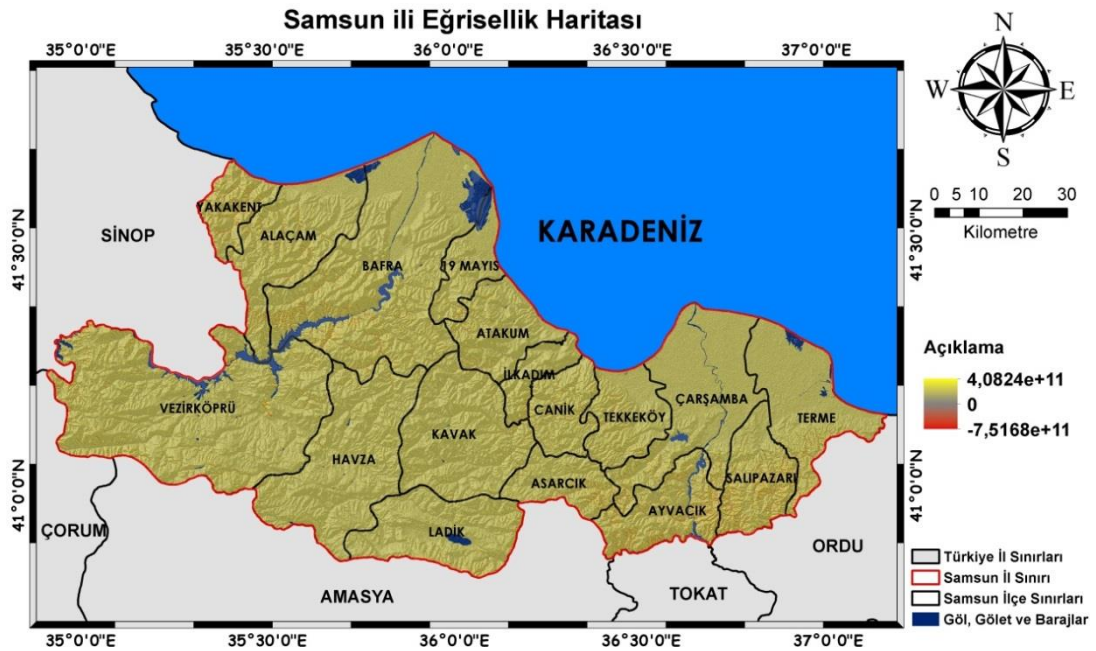 Samsun ili Eğrisellik Haritası
35°0'0"E 35°30'0"E 36°0'0"E 36°30'0"E 37°0'0"E
N
W E
S
0 5 10 20 30
Kilometre
41°30'0"N
41°30'0"N
41°0'0"N
41°0'0"N
KARADENİZ
SİNOP
YAKAKENT
ALAÇAM
BAFRA
19 MAYIS
ATAKUM
İLKADIM
CANİK
TEKKEKÖY
ÇARŞAMBA
TERME
VEZİRKÖPRÜ
HAVZA
KAVAK
ASARCIK
SALIPAZARI
AYVACIK
LADİK
ÇORUM
AMASYA
TOKAT
ORDU
Açıklama
4,0824e+11
0
-7,5168e+11
Türkiye İl Sınırları
Samsun İl Sınırı
Samsun İlçe Sınırları
Göl, Gölet ve Barajlar
35°0'0"E 35°30'0"E 36°0'0"E 36°30'0"E 37°0'0"E